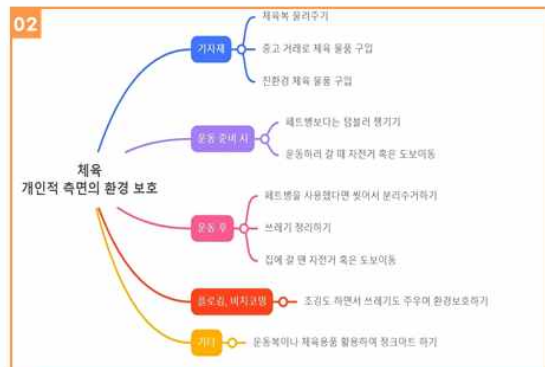 02
체육복 물려주기
기자재
중고 거래로 체육 물품 구입
친환경 체육 물품 구입
페트병보다는 텀블러 챙기기
운동 준비 시
운동하러 갈 때 자전거 혹은 도보이동
체육
개인적 측면의 환경 보호
페트병을 사용했다면 씻어서 분리수거하기
운동 후
쓰레기 정리하기
집에 갈 땐 자전거 혹은 도보이동
플로깅, 비치코밍
조깅도 하면서 쓰레기도 주우며 환경보호하기
기타
운동복이나 체육용품 활용하여 정크아트 하기